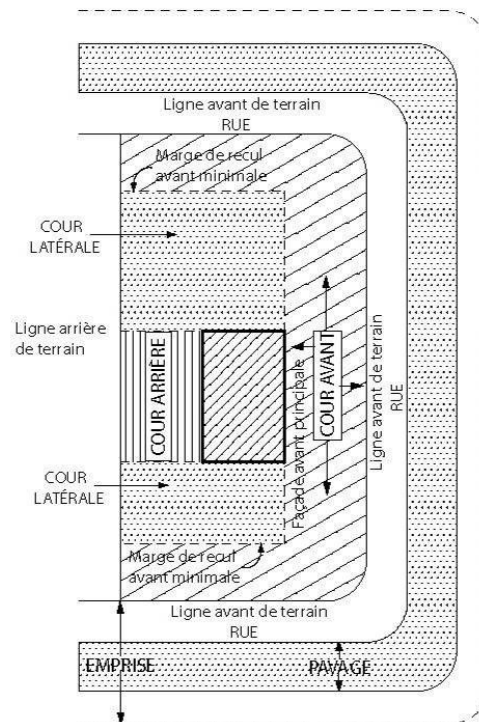 Ligne avant de terrain
RUE
Marge de recul
avant minimale
COUR
LATÉRALE
Ligne arrière
de terrain
COUR ARRIÈRE
Façade avant principale
COUR AVANT
Ligne avant de terrain
RUE
COUR
LATÉRALE
Marge de recul
avant minimale
Ligne avant de terrain
RUE
EMPRISE
PAVAGE